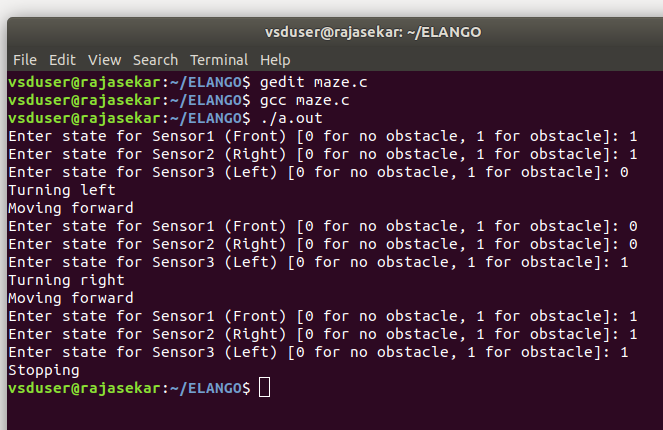 vsduser@rajasekar: ~/ELANGO
File Edit View Search Terminal Help
vsduser@rajasekar:~/ELANGO$ gedit maze.c
vsduser@rajasekar:~/ELANGO$ gcc maze.c
vsduser@rajasekar:~/ELANGO$ ./a.out
Enter state for Sensor1 (Front) [0 for no obstacle, 1 for obstacle]: 1
Enter state for Sensor2 (Right) [0 for no obstacle, 1 for obstacle]: 1
Enter state for Sensor3 (Left) [0 for no obstacle, 1 for obstacle]: 0
Turning left
Moving forward
Enter state for Sensor1 (Front) [0 for no obstacle, 1 for obstacle]: 0
Enter state for Sensor2 (Right) [0 for no obstacle, 1 for obstacle]: 0
Enter state for Sensor3 (Left) [0 for no obstacle, 1 for obstacle]: 1
Turning right
Moving forward
Enter state for Sensor1 (Front) [0 for no obstacle, 1 for obstacle]: 1
Enter state for Sensor2 (Right) [0 for no obstacle, 1 for obstacle]: 1
Enter state for Sensor3 (Left) [0 for no obstacle, 1 for obstacle]: 1
Stopping
vsduser@rajasekar:~/ELANGO$